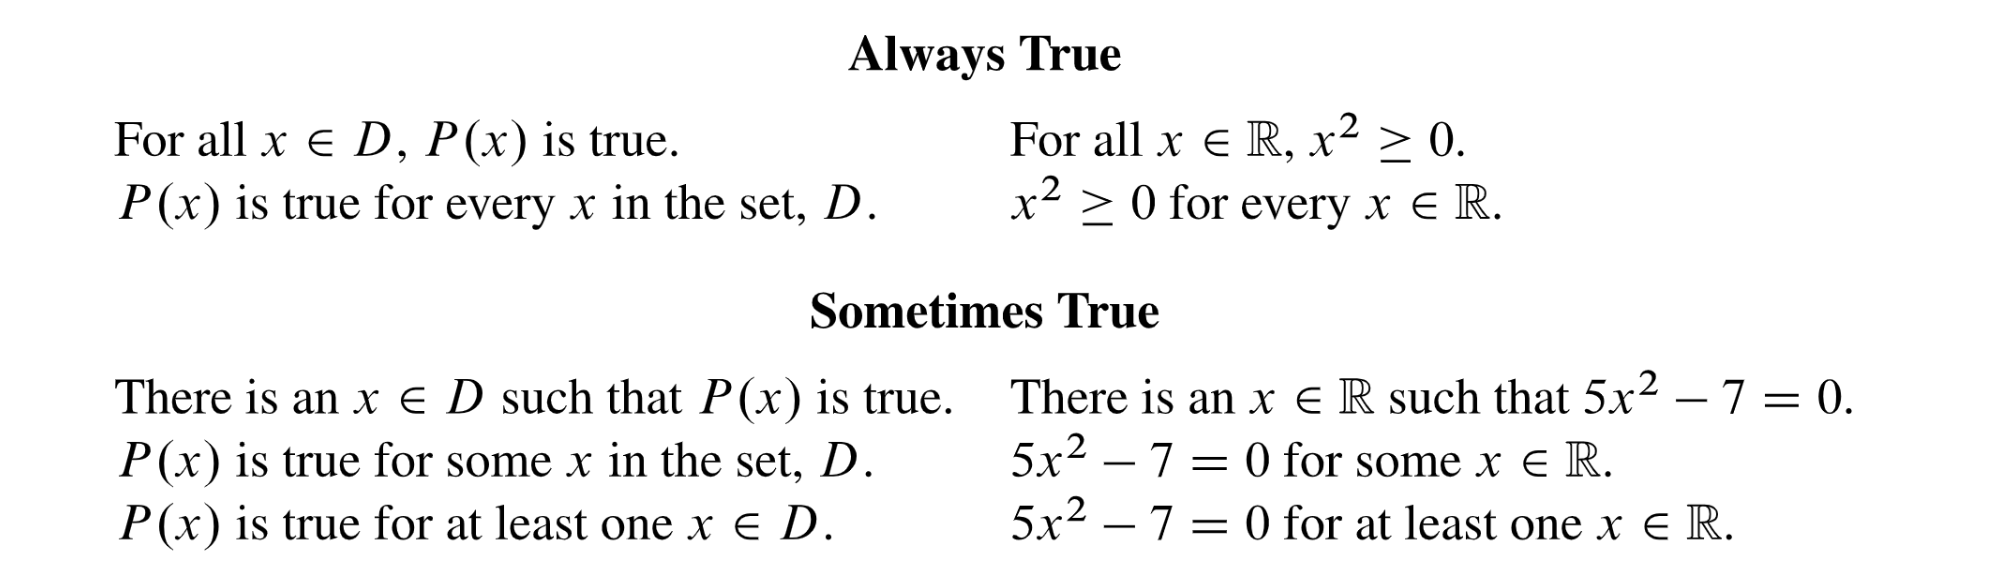 Always True
For all x ∈ D, P(x) is true. For all x ∈ ℝ, x² ≥ 0.
P(x) is true for every x in the set, D. x² ≥ 0 for every x ∈ ℝ.
Sometimes True
There is an x ∈ D such that P(x) is true. There is an x ∈ ℝ such that 5x² − 7 = 0.
P(x) is true for some x in the set, D. 5x² − 7 = 0 for some x ∈ ℝ.
P(x) is true for at least one x ∈ D. 5x² − 7 = 0 for at least one x ∈ ℝ.